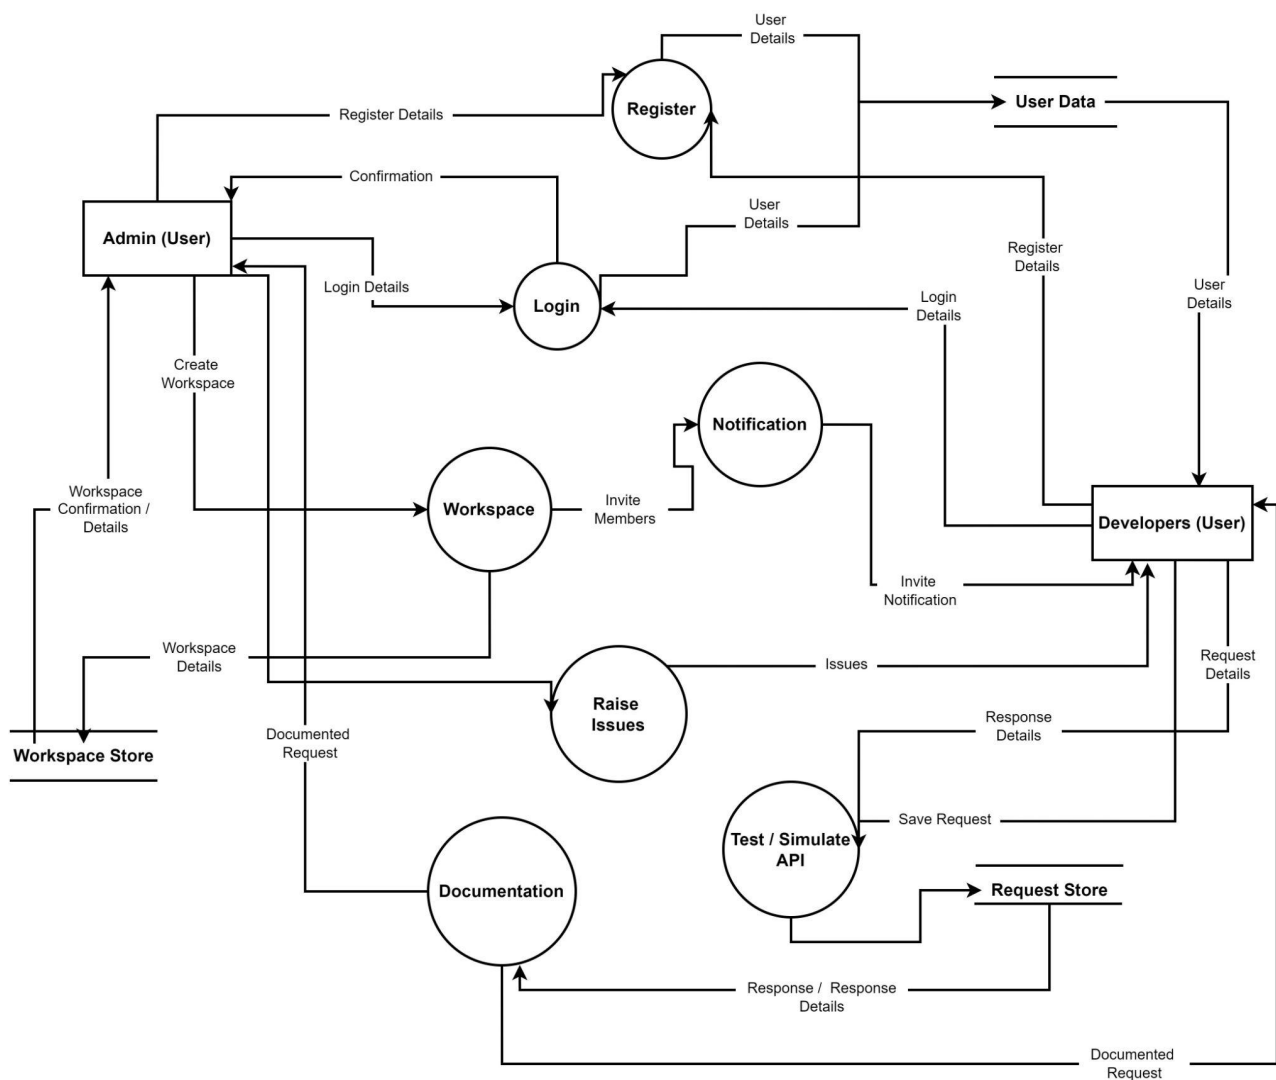 User
Details
Register
User Data
Register Details
Confirmation
User
Details
Admin (User)
Register
Details
Login Details
Login
Login
Details
User
Details
Create
Workspace
Notification
Workspace
Confirmation /
Details
Workspace
Invite
Members
Developers (User)
Invite
Notification
Workspace
Details
Issues
Request
Details
Raise
Issues
Documented
Request
Response
Details
Workspace Store
Save Request
Test / Simulate
API
Documentation
Request Store
Response / Response
Details
Documented
Request